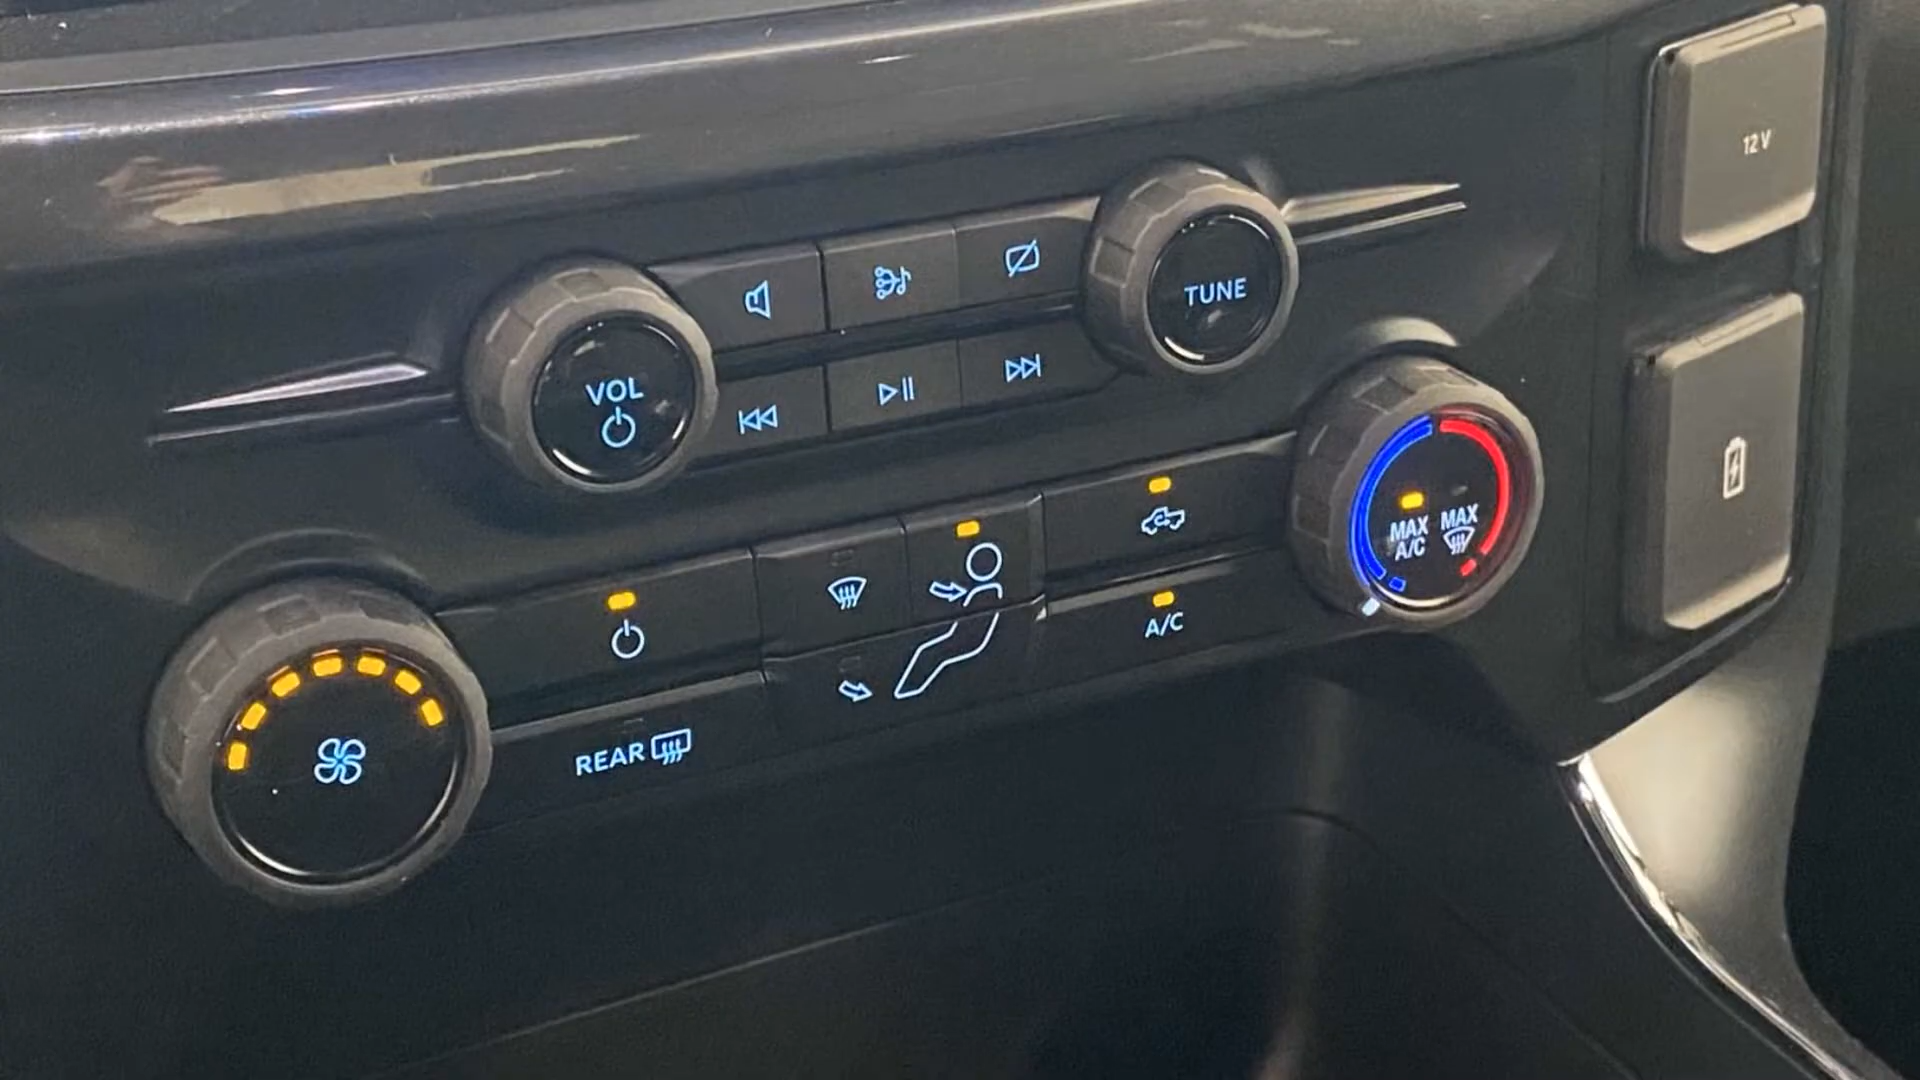 12V
TUNE
VOL
MAX MAX
A/C
A/C
REAR